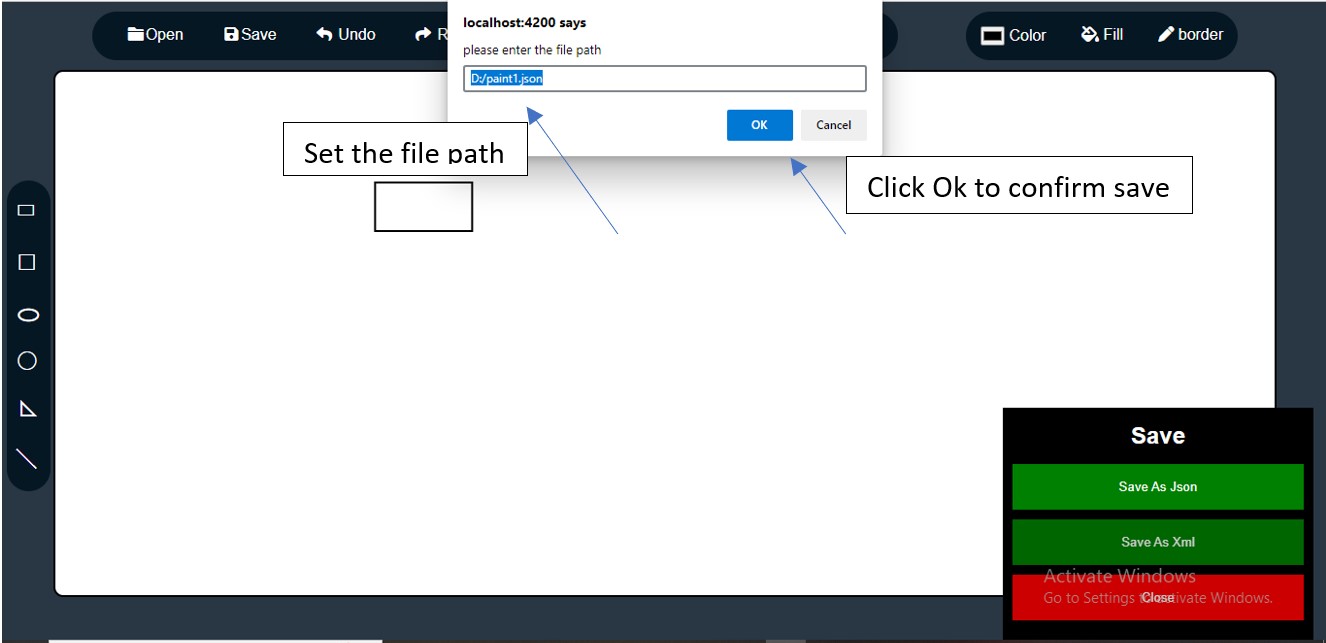 Open Save Undo R
localhost:4200 says
please enter the file path
D:/paint1.json
OK Cancel
Color Fill border
Set the file path
Click Ok to confirm save
Save
Save As Json
Save As Xml
Close
Activate Windows
Go to Settings to activate Windows.